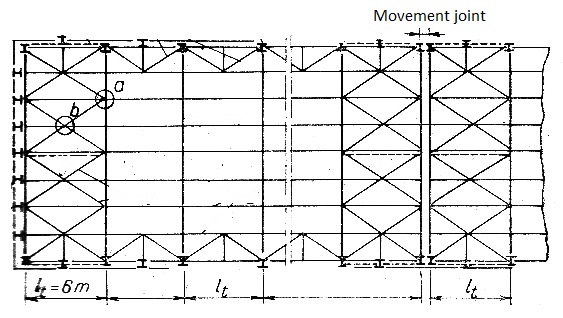 Movement joint
a
b
lt = 6m
lt
lt